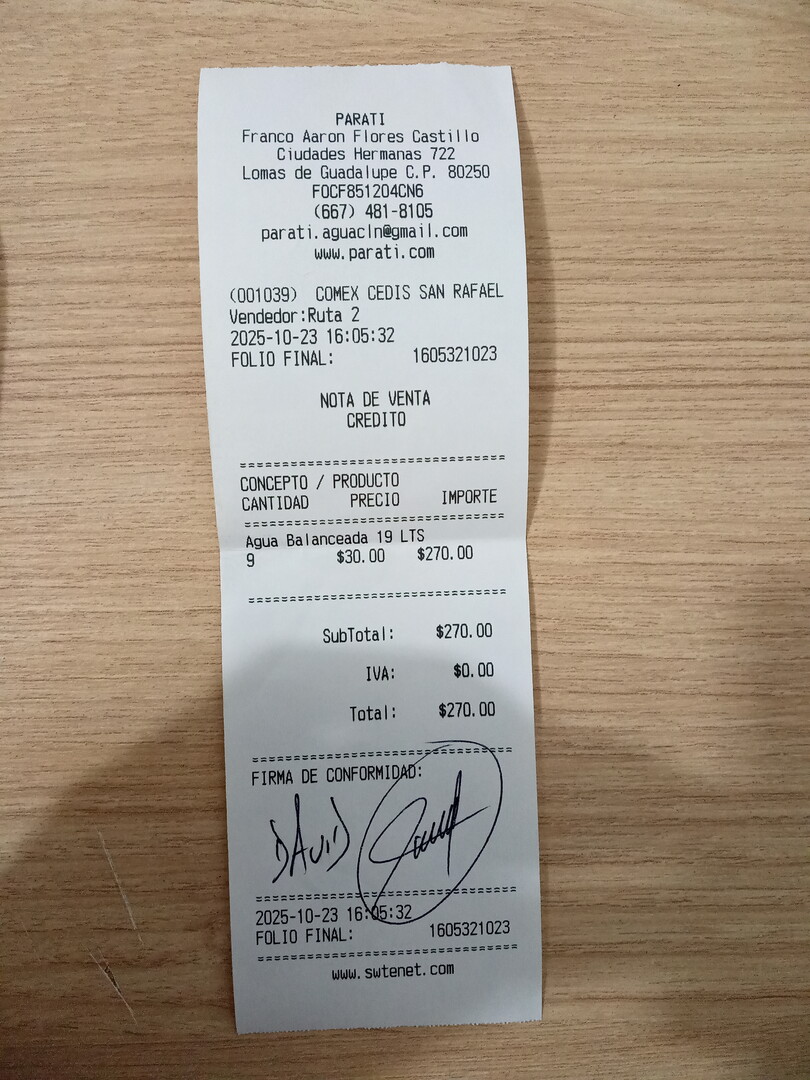 PARATI
Franco Aaron Flores Castillo
Ciudades Hermanas 722
Lomas de Guadalupe C.P. 80250
FOCF851204CN6
(667) 481-8105
parati.aguacln@gmail.com
www.parati.com
(001039) COMEX CEDIS SAN RAFAEL
Vendedor:Ruta 2
2025-10-23 16:05:32
FOLIO FINAL: 1605321023
NOTA DE VENTA
CREDITO
================================
CONCEPTO / PRODUCTO
CANTIDAD PRECIO IMPORTE
================================
Agua Balanceada 19 LTS
9 $30.00 $270.00
================================
SubTotal: $270.00
IVA: $0.00
Total: $270.00
================================
FIRMA DE CONFORMIDAD:
DAVID
================================
2025-10-23 16:05:32
FOLIO FINAL: 1605321023
================================
www.swtenet.com